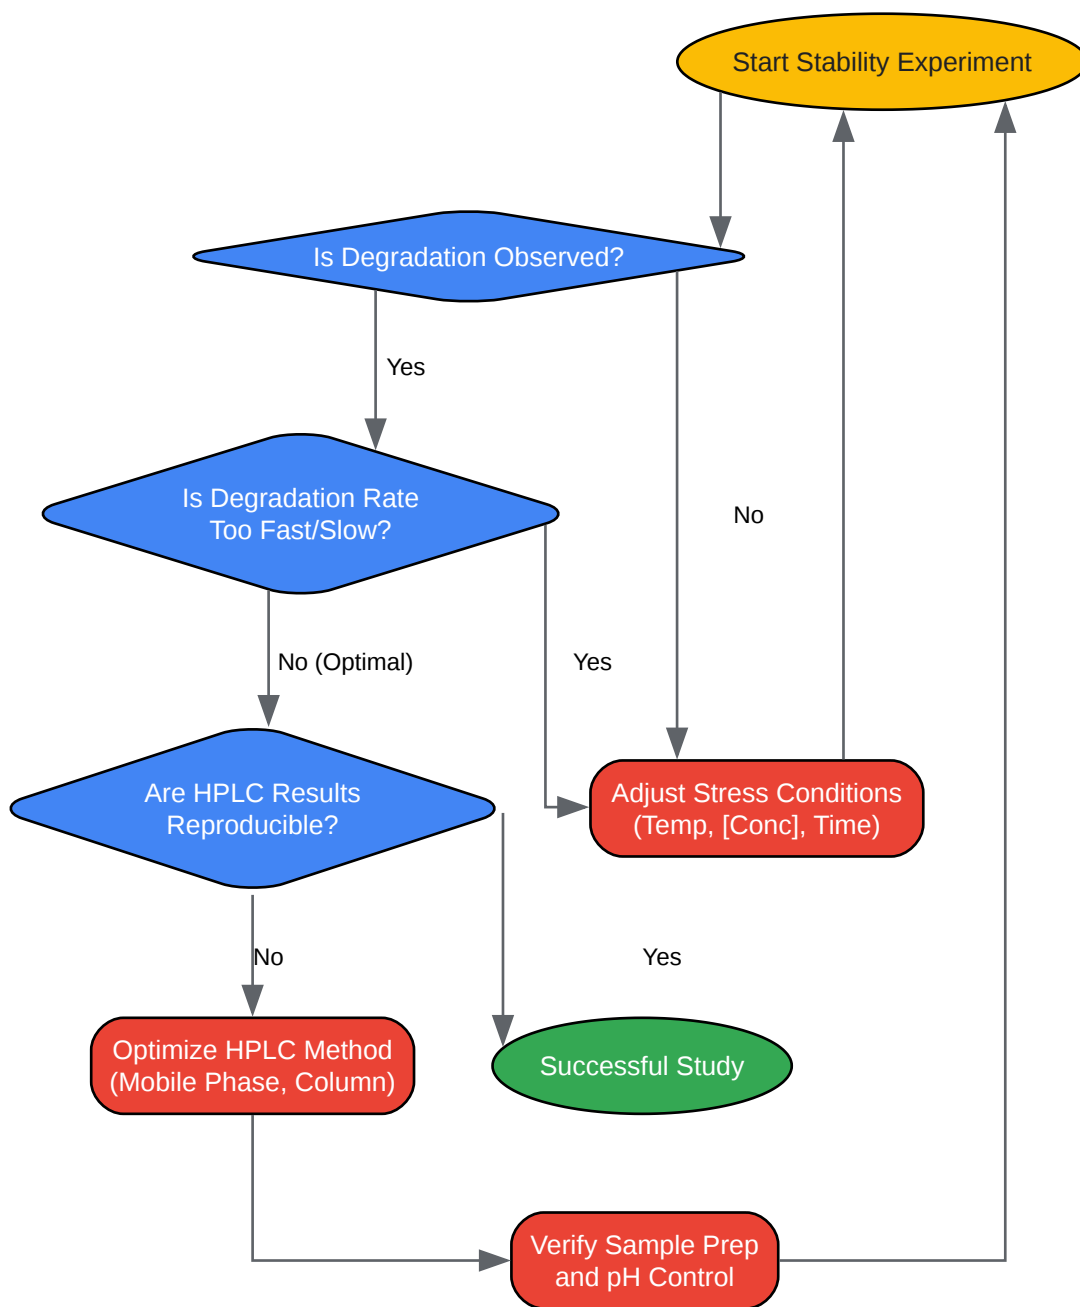 Start Stability Experiment
Is Degradation Observed?
Yes
Is Degradation Rate
Too Fast/Slow?
No
No (Optimal)
Yes
Are HPLC Results
Reproducible?
Adjust Stress Conditions
(Temp, [Conc], Time)
No
Yes
Optimize HPLC Method
(Mobile Phase, Column)
Successful Study
Verify Sample Prep
and pH Control